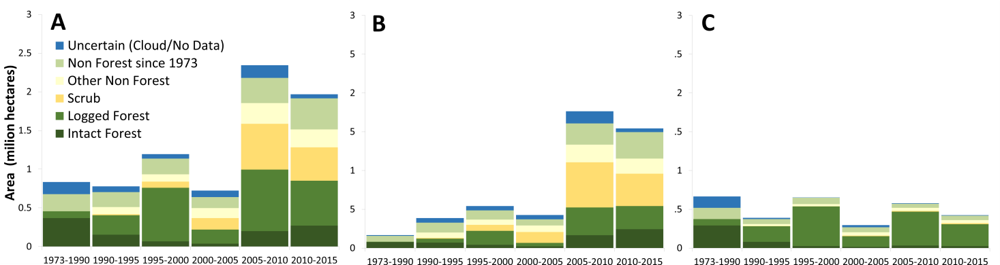 A
B
C
Area (milion hectares)
3
2.5
2
1.5
1
0.5
0
Uncertain (Cloud/No Data)
Non Forest since 1973
Other Non Forest
Scrub
Logged Forest
Intact Forest
1973-1990 1990-1995 1995-2000 2000-2005 2005-2010 2010-2015
3
5
2
5
1
5
0
1973-1990 1990-1995 1995-2000 2000-2005 2005-2010 2010-2015
3
.5
2
.5
1
.5
0
1973-1990 1990-1995 1995-2000 2000-2005 2005-2010 2010-2015